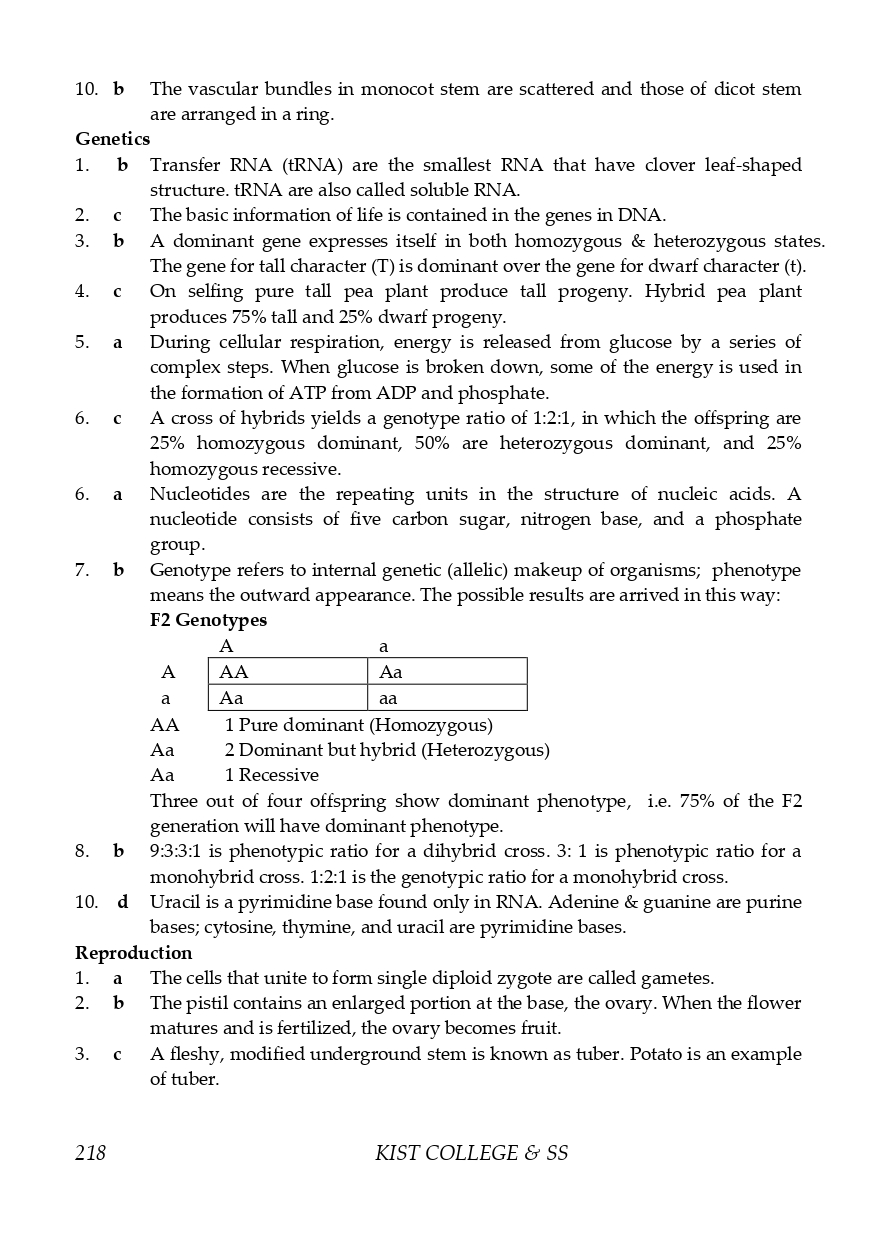 10. b The vascular bundles in monocot stem are scattered and those of dicot stem
are arranged in a ring.
Genetics
1. b Transfer RNA (tRNA) are the smallest RNA that have clover leaf-shaped
structure. tRNA are also called soluble RNA.
2. c The basic information of life is contained in the genes in DNA.
3. b A dominant gene expresses itself in both homozygous & heterozygous states.
The gene for tall character (T) is dominant over the gene for dwarf character (t).
4. c On selfing pure tall pea plant produce tall progeny. Hybrid pea plant
produces 75% tall and 25% dwarf progeny.
5. a During cellular respiration, energy is released from glucose by a series of
complex steps. When glucose is broken down, some of the energy is used in
the formation of ATP from ADP and phosphate.
6. c A cross of hybrids yields a genotype ratio of 1:2:1, in which the offspring are
25% homozygous dominant, 50% are heterozygous dominant, and 25%
homozygous recessive.
6. a Nucleotides are the repeating units in the structure of nucleic acids. A
nucleotide consists of five carbon sugar, nitrogen base, and a phosphate
group.
7. b Genotype refers to internal genetic (allelic) makeup of organisms; phenotype
means the outward appearance. The possible results are arrived in this way:
F2 Genotypes
A a
A AA Aa
a Aa aa
AA 1 Pure dominant (Homozygous)
Aa 2 Dominant but hybrid (Heterozygous)
Aa 1 Recessive
Three out of four offspring show dominant phenotype, i.e. 75% of the F2
generation will have dominant phenotype.
8. b 9:3:3:1 is phenotypic ratio for a dihybrid cross. 3: 1 is phenotypic ratio for a
monohybrid cross. 1:2:1 is the genotypic ratio for a monohybrid cross.
10. d Uracil is a pyrimidine base found only in RNA. Adenine & guanine are purine
bases; cytosine, thymine, and uracil are pyrimidine bases.
Reproduction
1. a The cells that unite to form single diploid zygote are called gametes.
2. b The pistil contains an enlarged portion at the base, the ovary. When the flower
matures and is fertilized, the ovary becomes fruit.
3. c A fleshy, modified underground stem is known as tuber. Potato is an example
of tuber.
218 KIST COLLEGE & SS